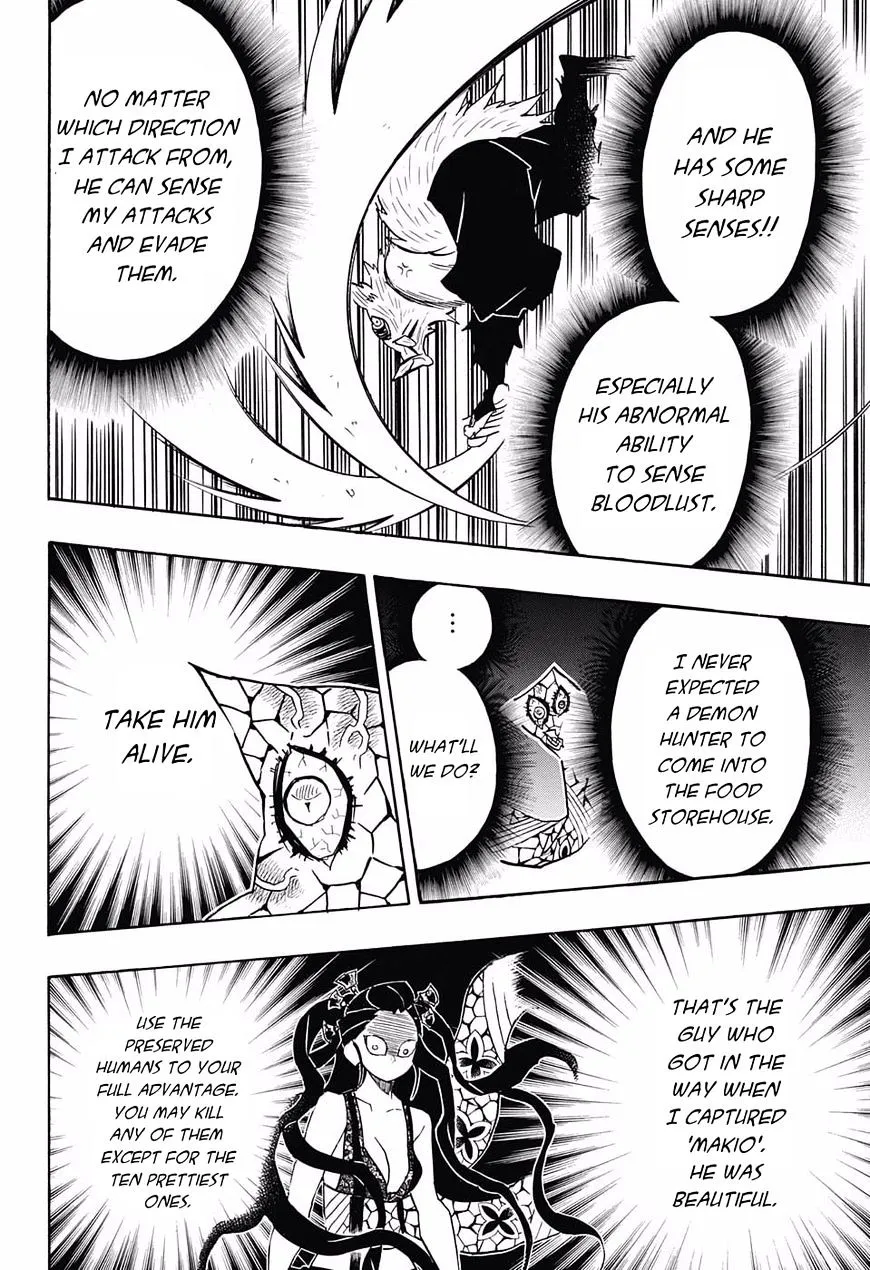 AND HE
HAS SOME
SHARP
SENSES!!
ESPECIALLY
HIS ABNORMAL
ABILITY
TO SENSE
BLOODLUST.
NO MATTER
WHICH DIRECTION
I ATTACK FROM,
HE CAN SENSE
MY ATTACKS
AND EVADE
THEM.
I NEVER
EXPECTED
A DEMON
HUNTER TO
COME INTO
THE FOOD
STOREHOUSE.
...
WHAT'LL
WE DO?
TAKE HIM
ALIVE.
THAT'S THE
GUY WHO
GOT IN THE
WAY WHEN
I CAPTURED
'MAKIO'.
HE WAS
BEAUTIFUL.
USE THE
PRESERVED
HUMANS TO YOUR
FULL ADVANTAGE.
YOU MAY KILL
ANY OF THEM
EXCEPT FOR THE
TEN PRETTIEST
ONES.